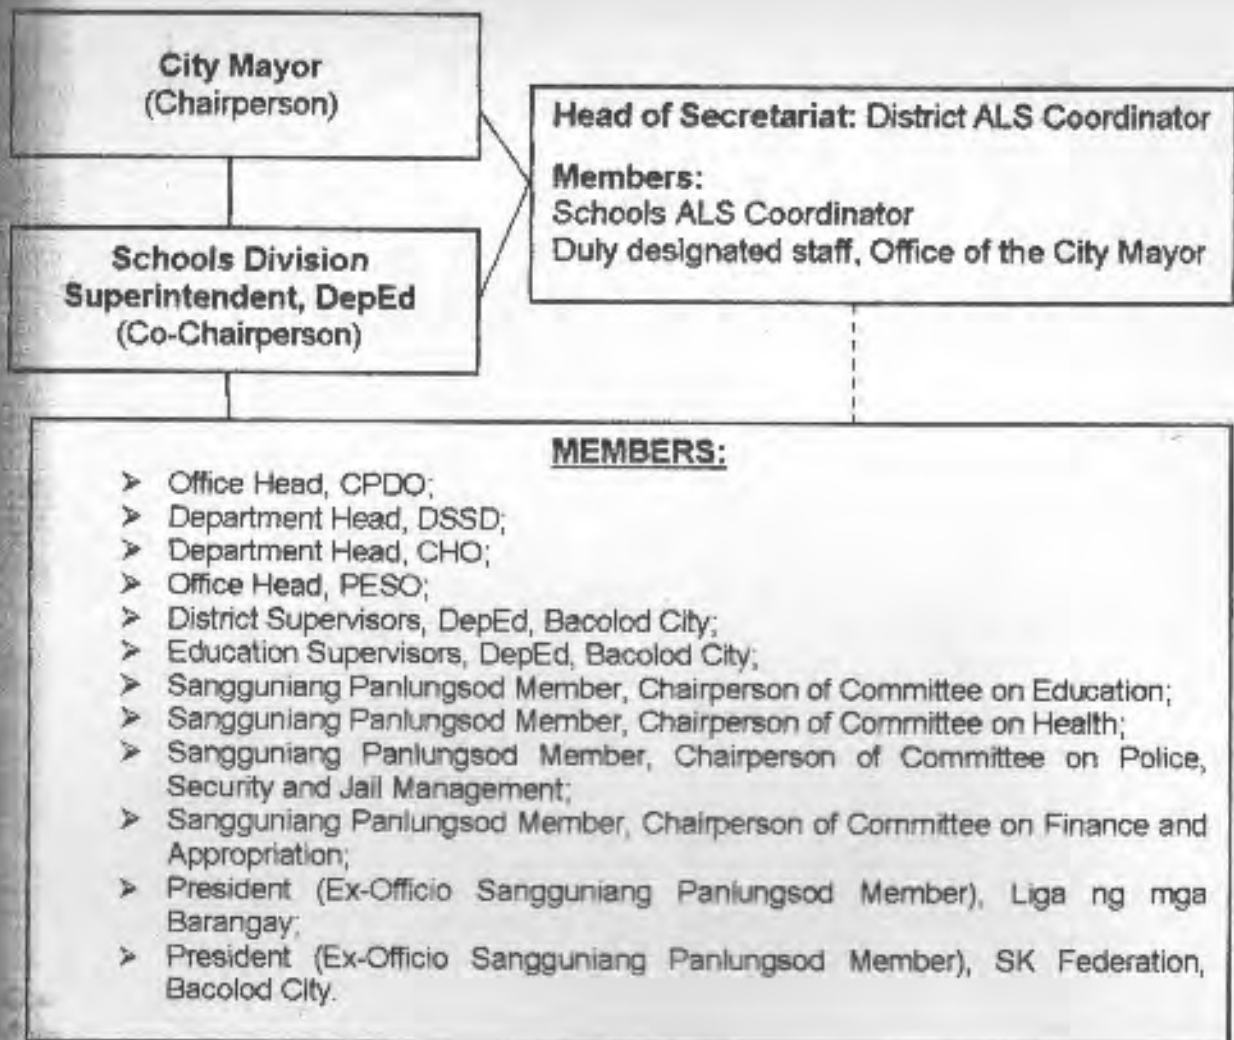 City Mayor
(Chairperson)
Schools Division
Superintendent, DepEd
(Co-Chairperson)
Head of Secretariat: District ALS Coordinator
Members:
Schools ALS Coordinator
Duly designated staff, Office of the City Mayor
MEMBERS:
➢ Office Head, CPDO;
➢ Department Head, DSSD;
➢ Department Head, CHO;
➢ Office Head, PESO;
➢ District Supervisors, DepEd, Bacolod City;
➢ Education Supervisors, DepEd, Bacolod City;
➢ Sangguniang Panlungsod Member, Chairperson of Committee on Education;
➢ Sangguniang Panlungsod Member, Chairperson of Committee on Health;
➢ Sangguniang Panlungsod Member, Chairperson of Committee on Police,
Security and Jail Management;
➢ Sangguniang Panlungsod Member, Chairperson of Committee on Finance and
Appropriation;
➢ President (Ex-Officio Sangguniang Panlungsod Member), Liga ng mga
Barangay;
➢ President (Ex-Officio Sangguniang Panlungsod Member), SK Federation,
Bacolod City.